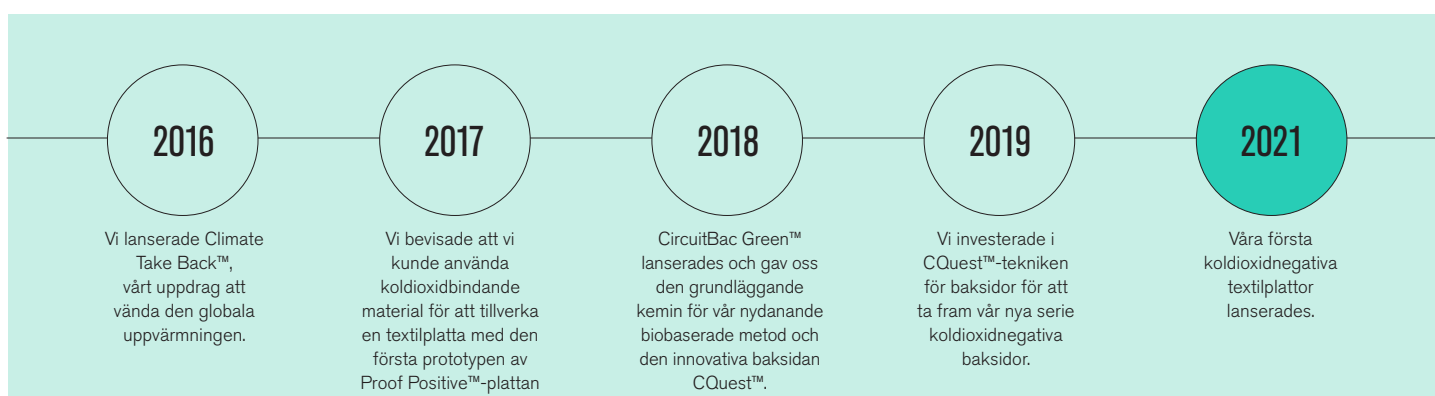 2016
Vi lanserade Climate
Take Back™,
vårt uppdrag att
vända den globala
uppvärmningen.
2017
Vi bevisade att vi
kunde använda
koldioxidbindande
material för att tillverka
en textilplatta med den
första prototypen av
Proof Positive™-plattan
2018
CircuitBac Green™
lanserades och gav oss
den grundläggande
kemin för vår nydanande
biobaserade metod och
den innovativa baksidan
CQuest™.
2019
Vi investerade i
CQuest™-tekniken
för baksidor för att
ta fram vår nya serie
koldioxidnegativa
baksidor.
2021
Våra första
koldioxidnegativa
textilplattor
lanserades.